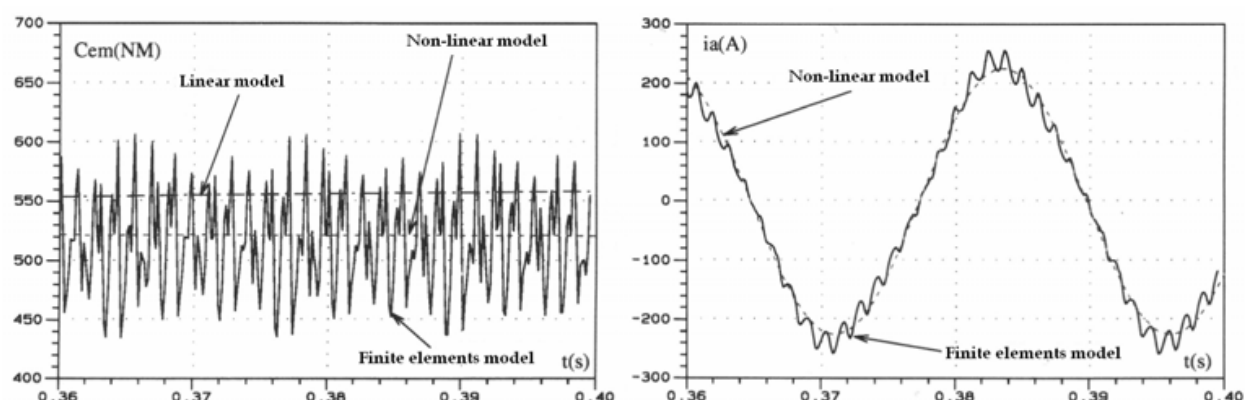 700
650
600
550
500
450
400
Cem(NM)
Non-linear model
Linear model
Finite elements model
t(s)
0.36
0.37
0.38
0.39
0.40
300
200
100
0
-100
-200
-300
ia(A)
Non-linear model
Finite elements model
t(s)
0.36
0.37
0.38
0.39
0.40